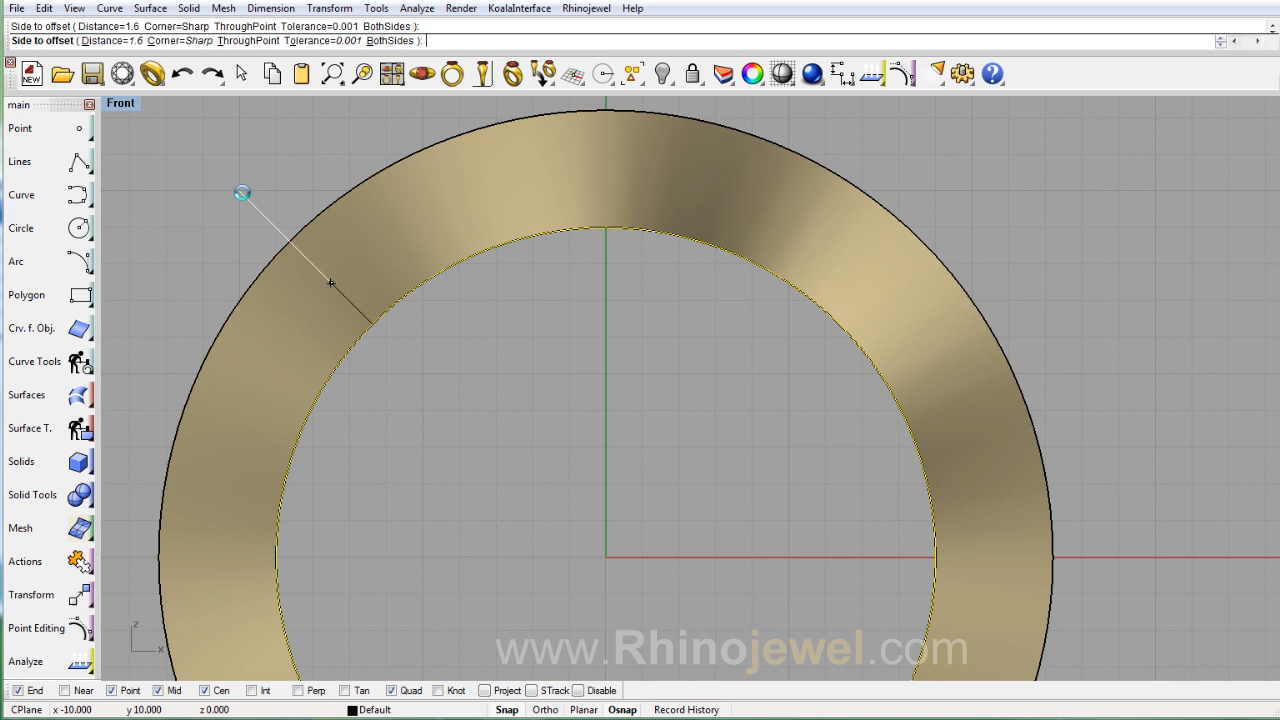 File Edit View Curve Surface Solid Mesh Dimension Transform Tools Analyze Render KoalaInterface Rhinojewel Help
Side to offset ( Distance=1.6 Corner=Sharp ThroughPoint Tolerance=0.001 BothSides ):
Side to offset ( Distance=1.6 Corner=Sharp ThroughPoint Tolerance=0.001 BothSides ):
NEW
main
Front
Point
Lines
Curve
Circle
Arc
Polygon
Crv. f. Obj.
Curve Tools
Surfaces
Surface T.
Solids
Solid Tools
Mesh
Actions
Transform
Point Editing
Analyze
z
x
www.Rhinojewel.com
End Near Point Mid Cen Int Perp Tan Quad Knot Project STrack Disable
CPlane x -10.000 y 10.000 z 0.000 Default Snap Ortho Planar Osnap Record History